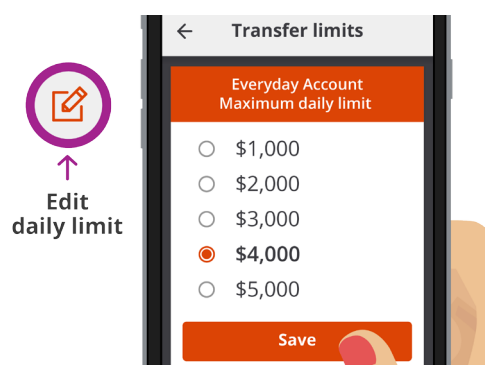 Transfer limits
Everyday Account
Maximum daily limit
$1,000
$2,000
$3,000
$4,000
$5,000
Save
Edit
daily limit